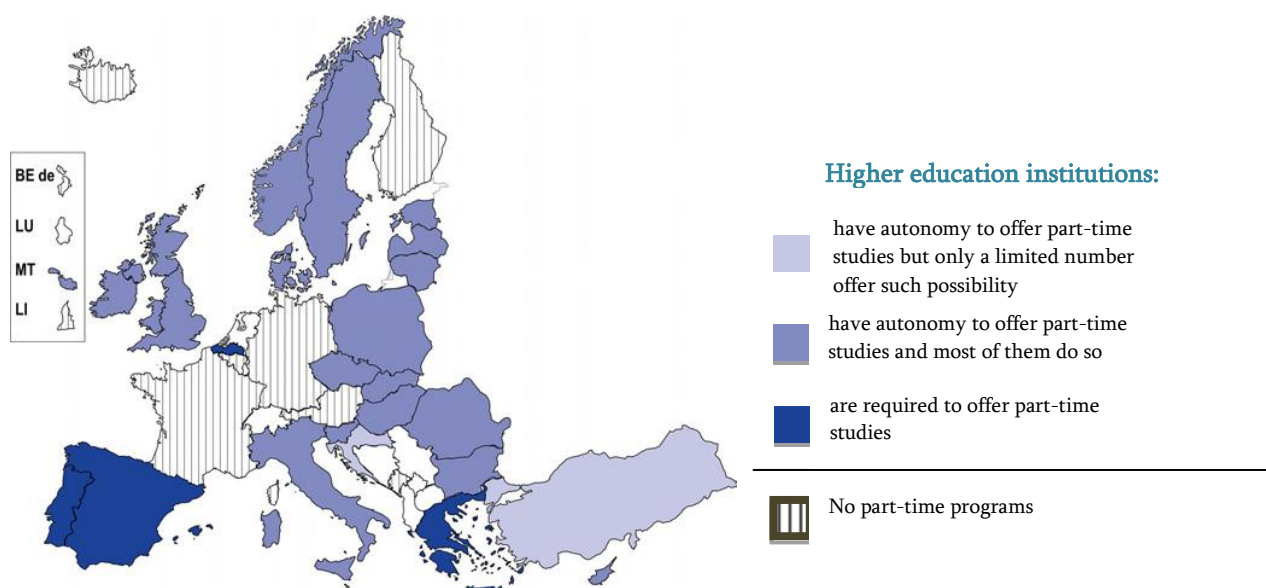 BE de
LU
MT
LI
Higher education institutions:
have autonomy to offer part-time
studies but only a limited number
offer such possibility
have autonomy to offer part-time
studies and most of them do so
are required to offer part-time
studies
No part-time programs